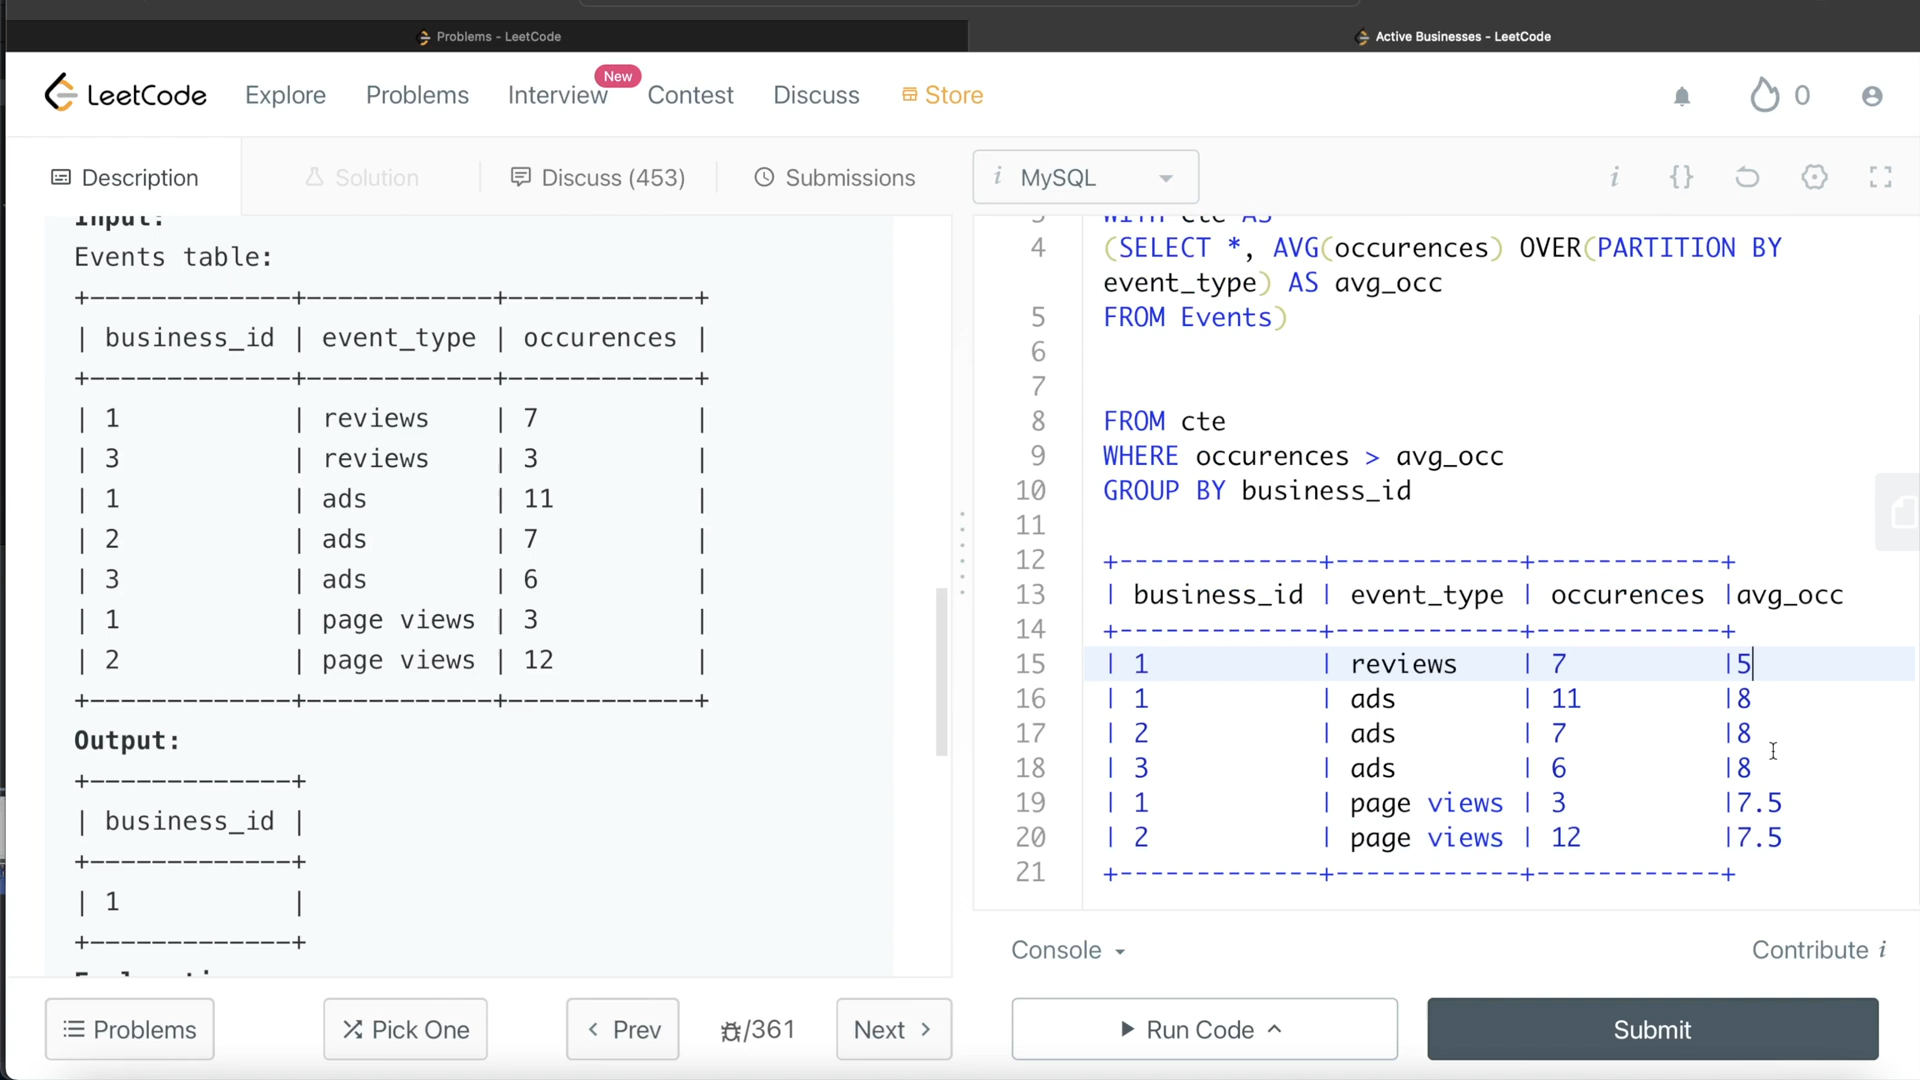 Problems - LeetCode
Active Businesses - LeetCode
LeetCode
Explore
Problems
Interview
New
Contest
Discuss
Store
0
Description
Solution
Discuss (453)
Submissions
i MySQL
i {}
Input:
Events table:
+-------------+------------+-----------+
| business_id | event_type | occurences |
+-------------+------------+-----------+
| 1 | reviews | 7 |
| 3 | reviews | 3 |
| 1 | ads | 11 |
| 2 | ads | 7 |
| 3 | ads | 6 |
| 1 | page views | 3 |
| 2 | page views | 12 |
+-------------+------------+-----------+
Output:
+-------------+
| business_id |
+-------------+
| 1 |
+-------------+
3 WITH cte AS
4 (SELECT *, AVG(occurences) OVER(PARTITION BY
event_type) AS avg_occ
5 FROM Events)
6
7
8 FROM cte
9 WHERE occurences > avg_occ
10 GROUP BY business_id
11
12 +-------------+------------+------------+
13 | business_id | event_type | occurences |avg_occ
14 +-------------+------------+------------+
15 | 1 | reviews | 7 |5
16 | 1 | ads | 11 |8
17 | 2 | ads | 7 |8
18 | 3 | ads | 6 |8
19 | 1 | page views | 3 |7.5
20 | 2 | page views | 12 |7.5
21 +-------------+------------+------------+
Console
Contribute i
Problems
Pick One
Prev
/361
Next
Run Code
Submit